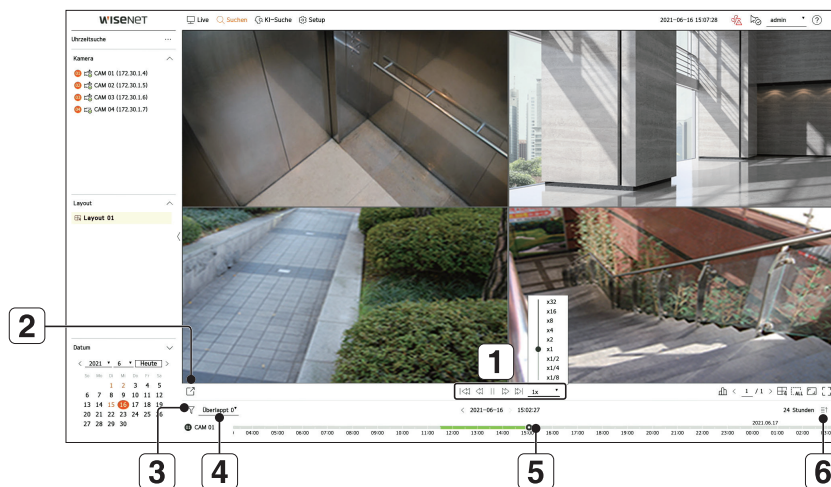 WISENET Live Suchen KI-Suche Setup 2021-06-16 15:07:28 admin ?
Uhrzeitsuche ...
Kamera
01 CAM 01 (172.30.1.4)
02 CAM 02 (172.30.1.5)
03 CAM 03 (172.30.1.6)
04 CAM 04 (172.30.1.7)
Layout
Layout 01
x32
x16
x8
x4
x2
x1
x1/2
x1/4
x1/8
2
1
Datum
< 2021 6 Heute >
So Mo Di Mi Do Fr Sa
1 2 3 4 5
6 7 8 9 10 11 12
13 14 15 16 17 18 19
20 21 22 23 24 25 26
27 28 29 30
1x
< 1 / 1 > ALL
Überlappt 0
< 2021-06-16 15:02:27
24 Stunden
2021.06.17
01 CAM 01
04:00 05:00 06:00 07:00 08:00 09:00 10:00 11:00 12:00 13:00 14:00 15:00 16:00 17:00 18:00 19:00 20:00 21:00 22:00 23:00 00:00 01:00 02:00 03:0
3 4 5 6